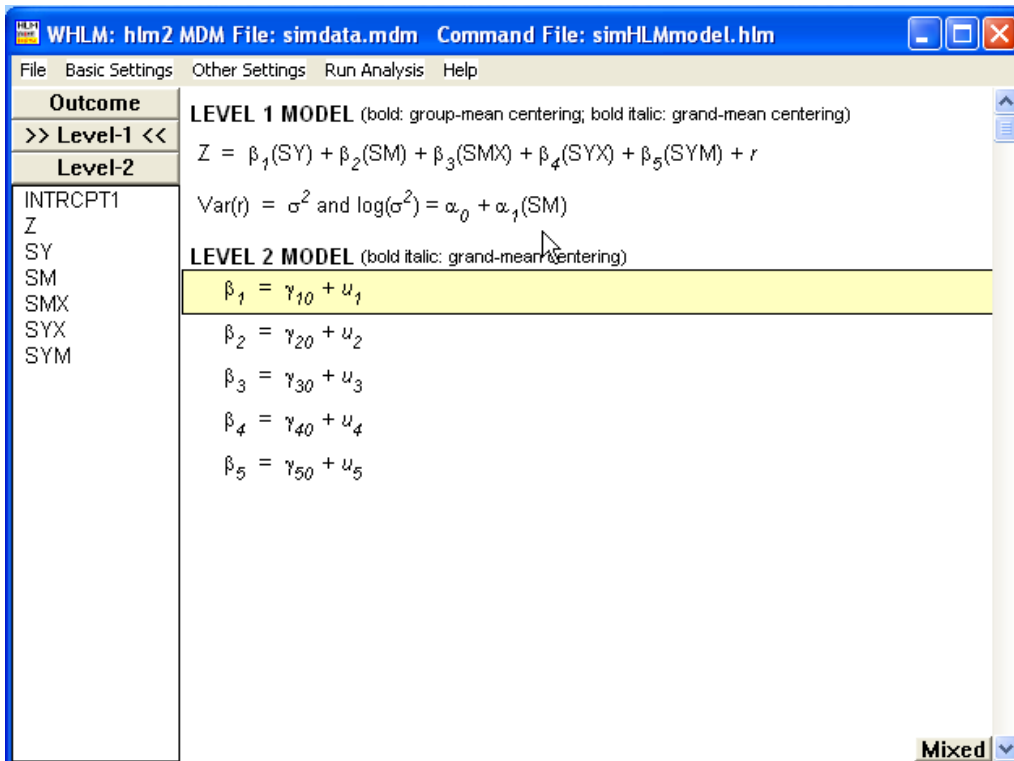 WHLM: hlm2 MDM File: simdata.mdm Command File: simHLMmodel.hlm
File Basic Settings Other Settings Run Analysis Help
Outcome
>> Level-1 <<
Level-2
INTRCPT1
Z
SY
SM
SMX
SYX
SYM
LEVEL 1 MODEL (bold: group-mean centering; bold italic: grand-mean centering)
Z = β1(SY) + β2(SM) + β3(SMX) + β4(SYX) + β5(SYM) + r
Var(r) = σ² and log(σ²) = α0 + α1(SM)
LEVEL 2 MODEL (bold italic: grand-mean centering)
β1 = γ10 + u1
β2 = γ20 + u2
β3 = γ30 + u3
β4 = γ40 + u4
β5 = γ50 + u5
Mixed